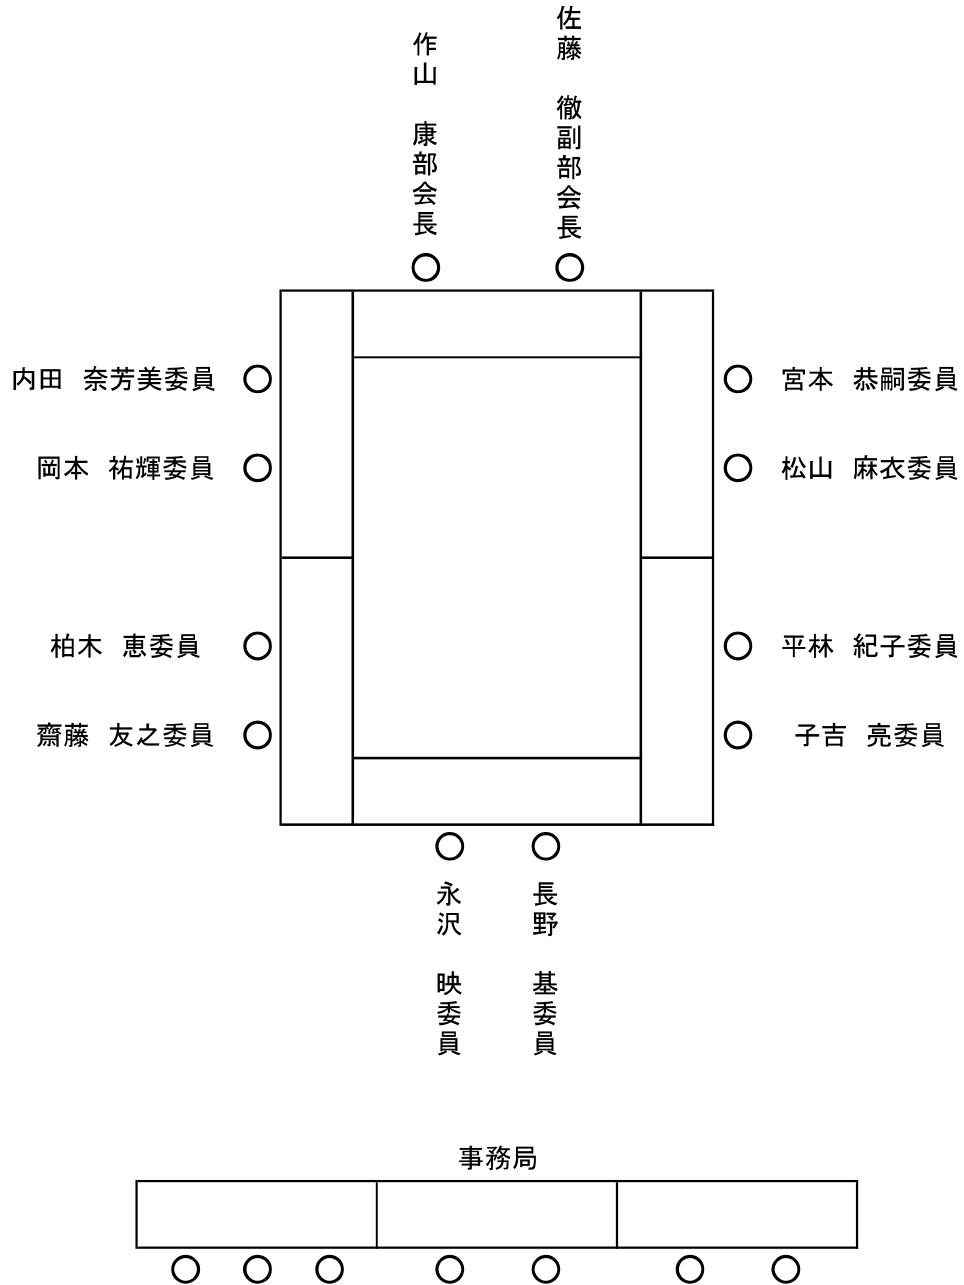 佐藤　徹副部会長
作山　康部会長
内田　奈芳美委員
宮本　恭嗣委員
岡本　祐輝委員
松山　麻衣委員
柏木　恵委員
平林　紀子委員
齋藤　友之委員
子吉　亮委員
永沢　映委員
長野　基委員
事務局